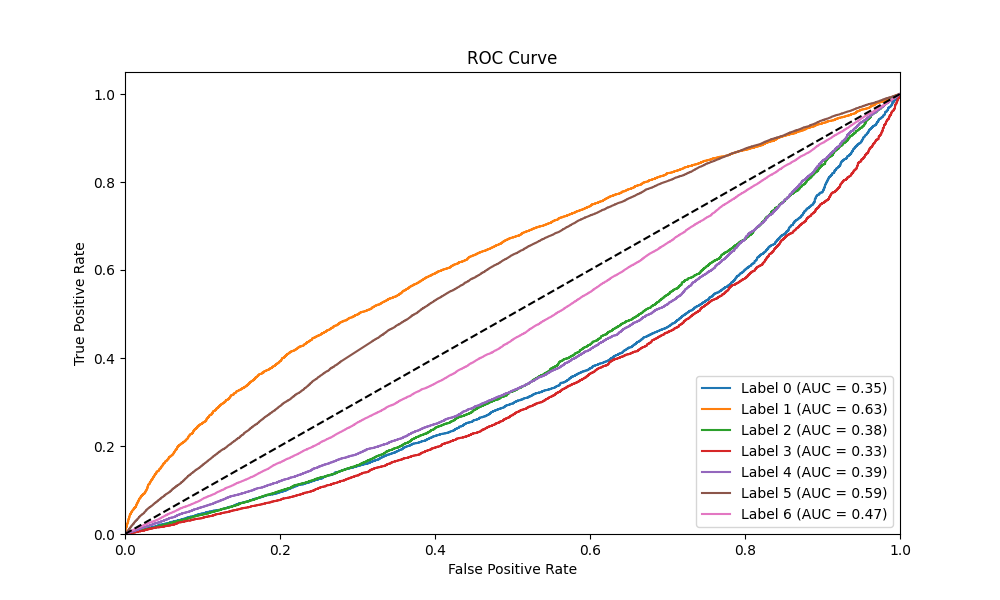 ROC Curve
True Positive Rate
1.0
0.8
0.6
0.4
0.2
0.0
0.0 0.2 0.4 0.6 0.8 1.0
False Positive Rate
Label 0 (AUC = 0.35)
Label 1 (AUC = 0.63)
Label 2 (AUC = 0.38)
Label 3 (AUC = 0.33)
Label 4 (AUC = 0.39)
Label 5 (AUC = 0.59)
Label 6 (AUC = 0.47)